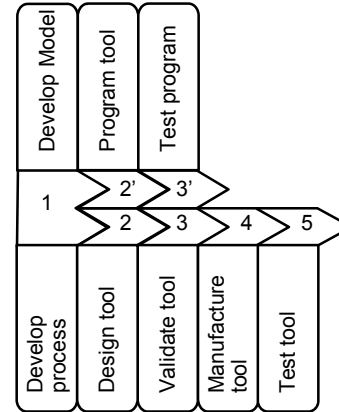 Develop Model
Program tool
Test program
1
2'
3'
2
3
4
5
Develop
process
Design tool
Validate tool
Manufacture
tool
Test tool